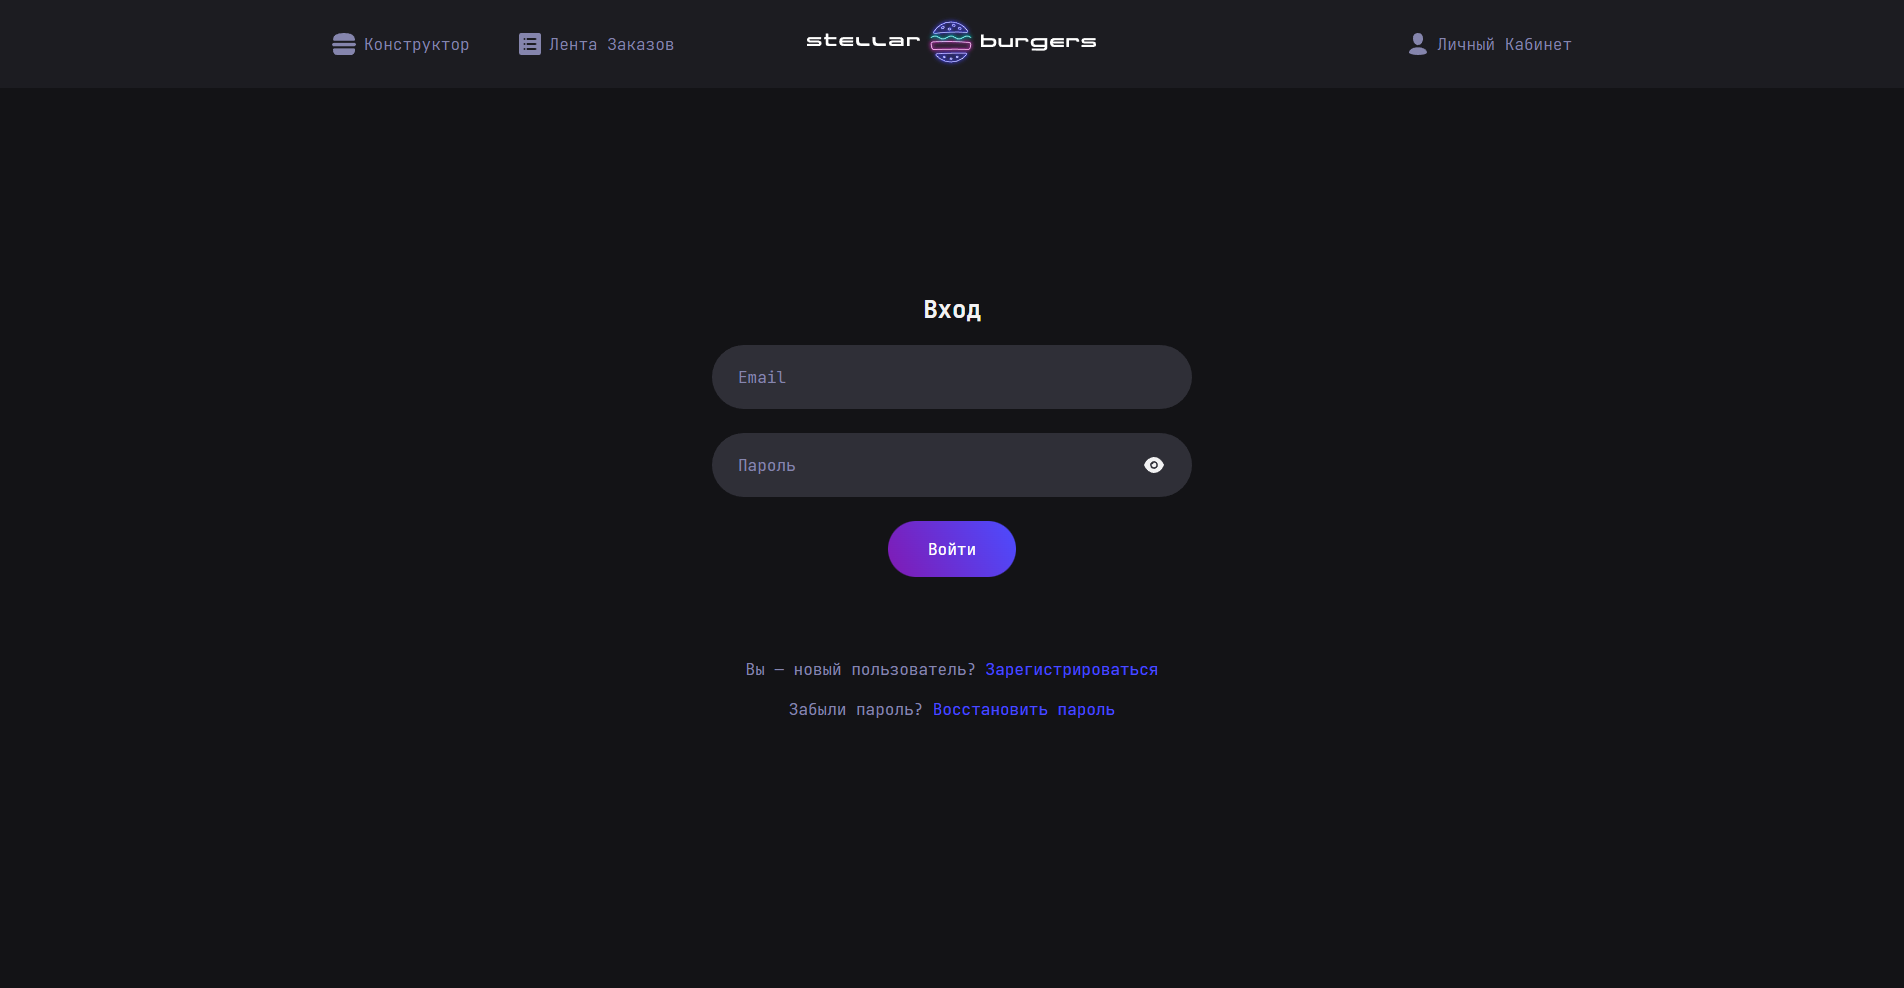 Конструктор
Лента Заказов
stellar burgers
Личный Кабинет
Вход
Email
Пароль
Войти
Вы — новый пользователь? Зарегистрироваться
Забыли пароль? Восстановить пароль